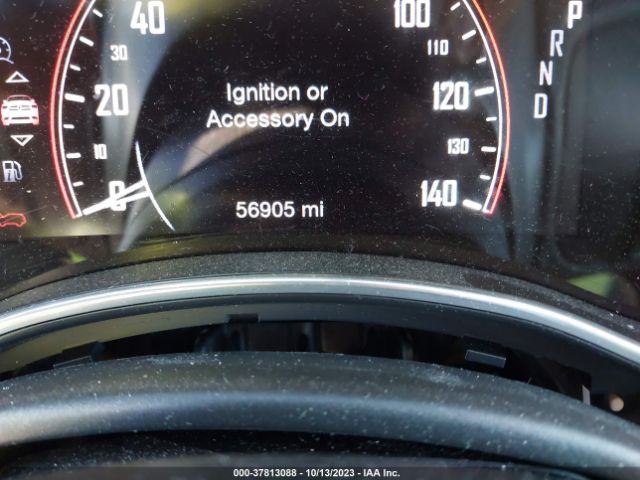 40
100
P
30
110
R
Ignition or
20
120
N
Accessory On
D
10
130
0
140
56905 mi
000-37813088 - 10/13/2023 - IAA Inc.